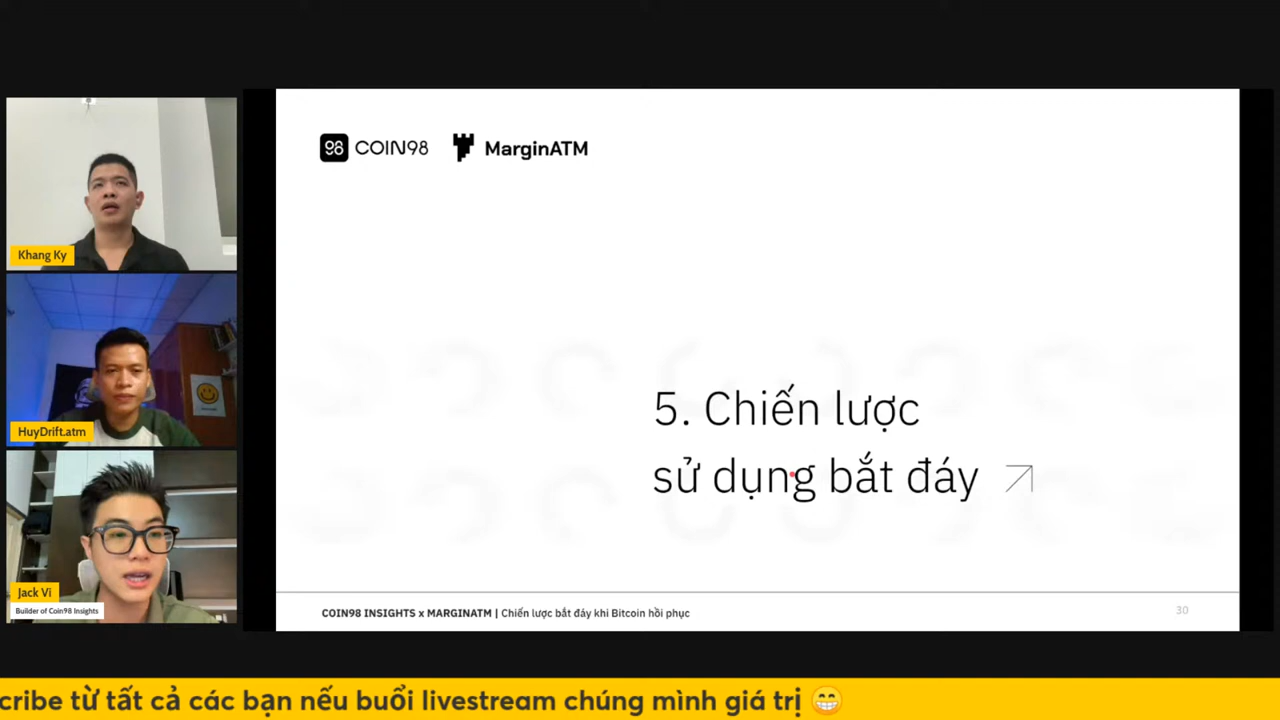 98 COIN98 MarginATM
Khang Ky
HuyDrift.atm
Jack Vi
Builder of Coin98 Insights
5. Chiến lược
sử dụng bắt đáy
COIN98 INSIGHTS x MARGINATM | Chiến lược bắt đáy khi Bitcoin hồi phục
30
cribe từ tất cả các bạn nếu buổi livestream chúng mình giá trị 😁